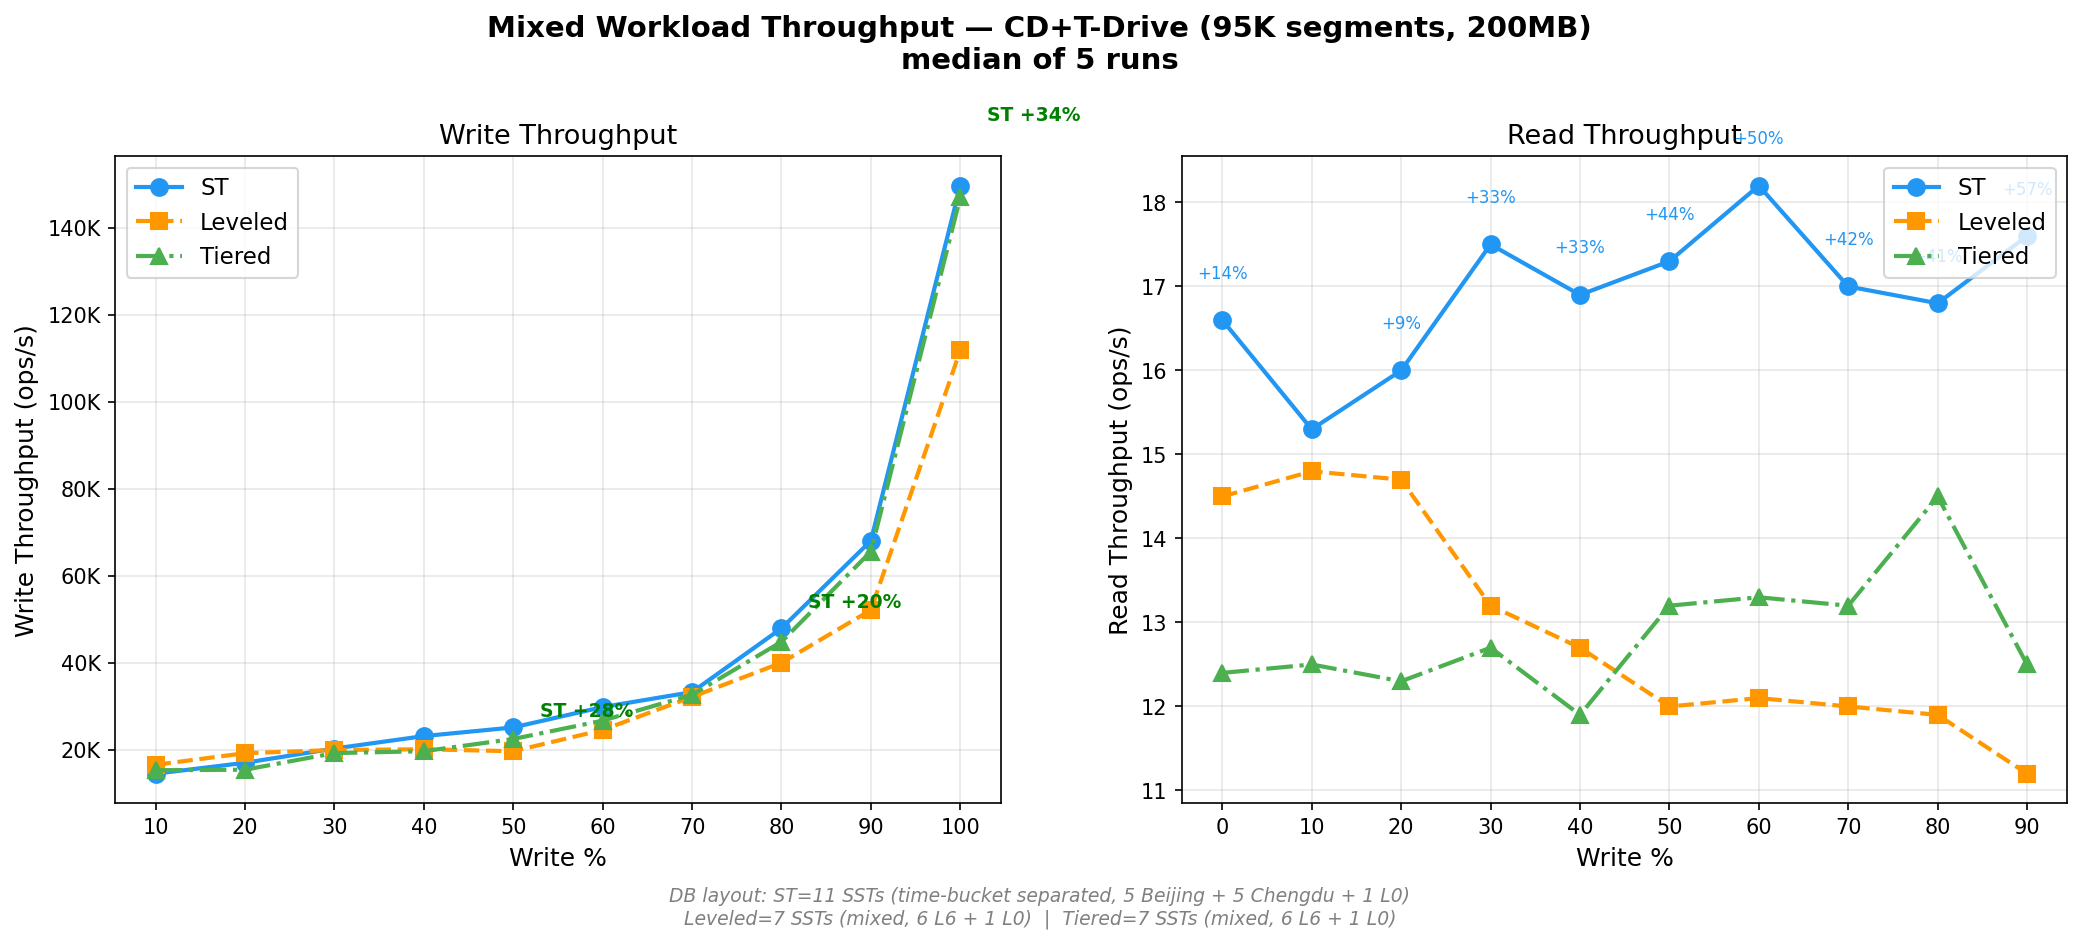 Mixed Workload Throughput — CD+T-Drive (95K segments, 200MB)
median of 5 runs
Write Throughput
ST +34%
ST
Leveled
Tiered
ST +20%
ST +28%
Write Throughput (ops/s)
140K
120K
100K
80K
60K
40K
20K
10 20 30 40 50 60 70 80 90 100
Write %
Read Throughput
+50%
ST
Leveled
Tiered
+57%
+33%
+44%
+42%
+33%
+14%
+9%
41%
Read Throughput (ops/s)
18
17
16
15
14
13
12
11
0 10 20 30 40 50 60 70 80 90
Write %
DB layout: ST=11 SSTs (time-bucket separated, 5 Beijing + 5 Chengdu + 1 L0)
Leveled=7 SSTs (mixed, 6 L6 + 1 L0) | Tiered=7 SSTs (mixed, 6 L6 + 1 L0)